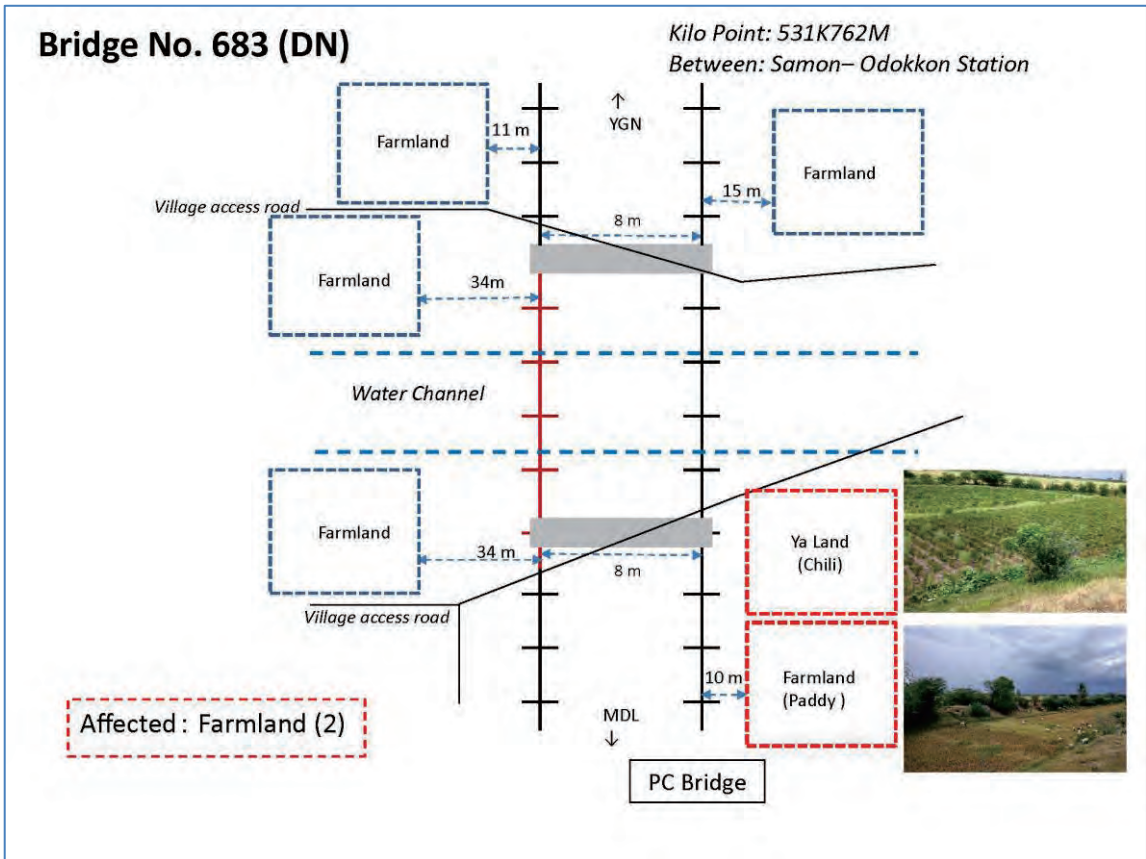 Bridge No. 683 (DN)
Kilo Point: 531K762M
Between: Samon– Odokkon Station
↑
YGN
Farmland
11 m
Farmland
15 m
Village access road
8 m
Farmland
34m
Water Channel
Farmland
34 m
8 m
Ya Land
(Chili)
Village access road
10 m
Farmland
(Paddy )
Affected : Farmland (2)
MDL
↓
PC Bridge